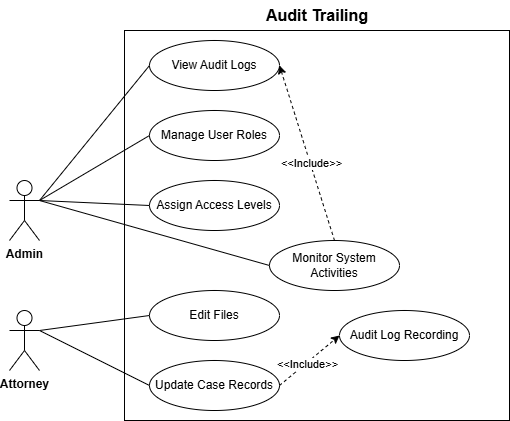 Audit Trailing
View Audit Logs
Manage User Roles
<<Include>>
Assign Access Levels
Admin
Monitor System
Activities
Edit Files
Audit Log Recording
<<Include>>
Attorney
Update Case Records